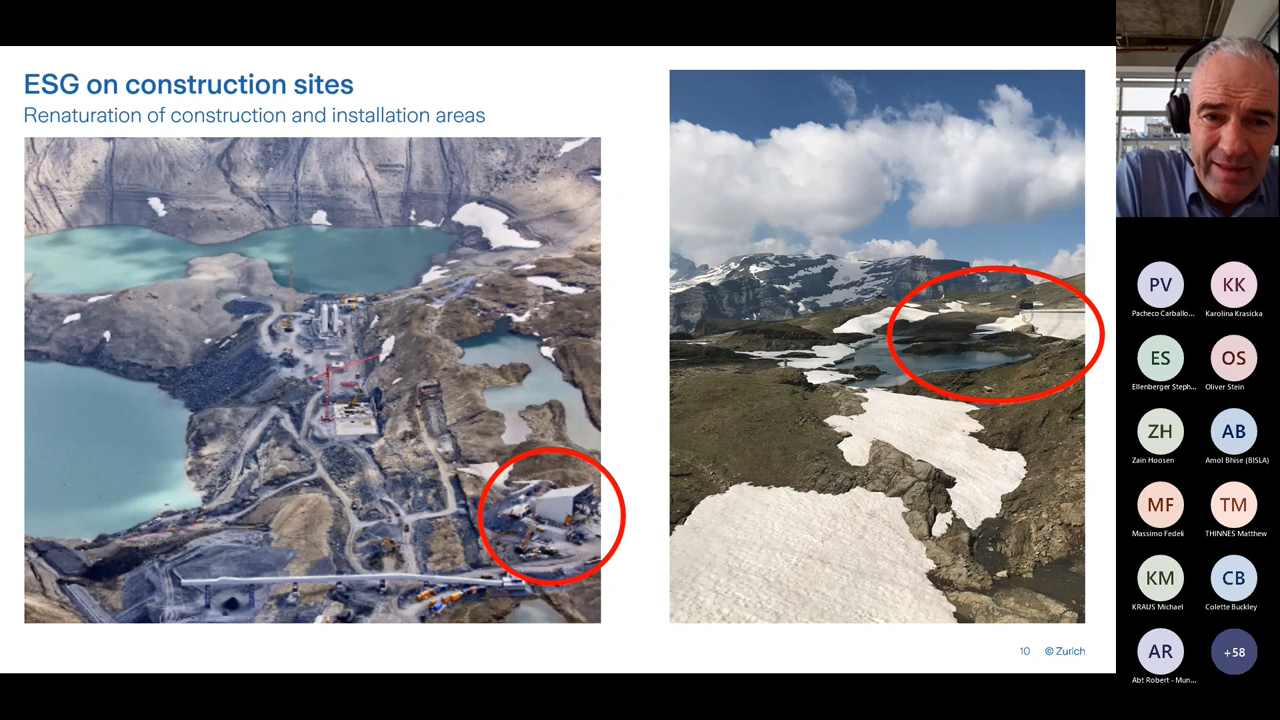 ESG on construction sites
Renaturation of construction and installation areas
10 © Zurich
PV
Pacheco Carballo...
KK
Karolina Krasicka
ES
Ellenberger Steph...
OS
Oliver Stein
ZH
Zain Hoosen
AB
Amol Bhise (BISLA)
MF
Massimo Fedeli
TM
THINNES Matthew
KM
KRAUS Michael
CB
Colette Buckley
AR
Abt Robert - Mun...
+58